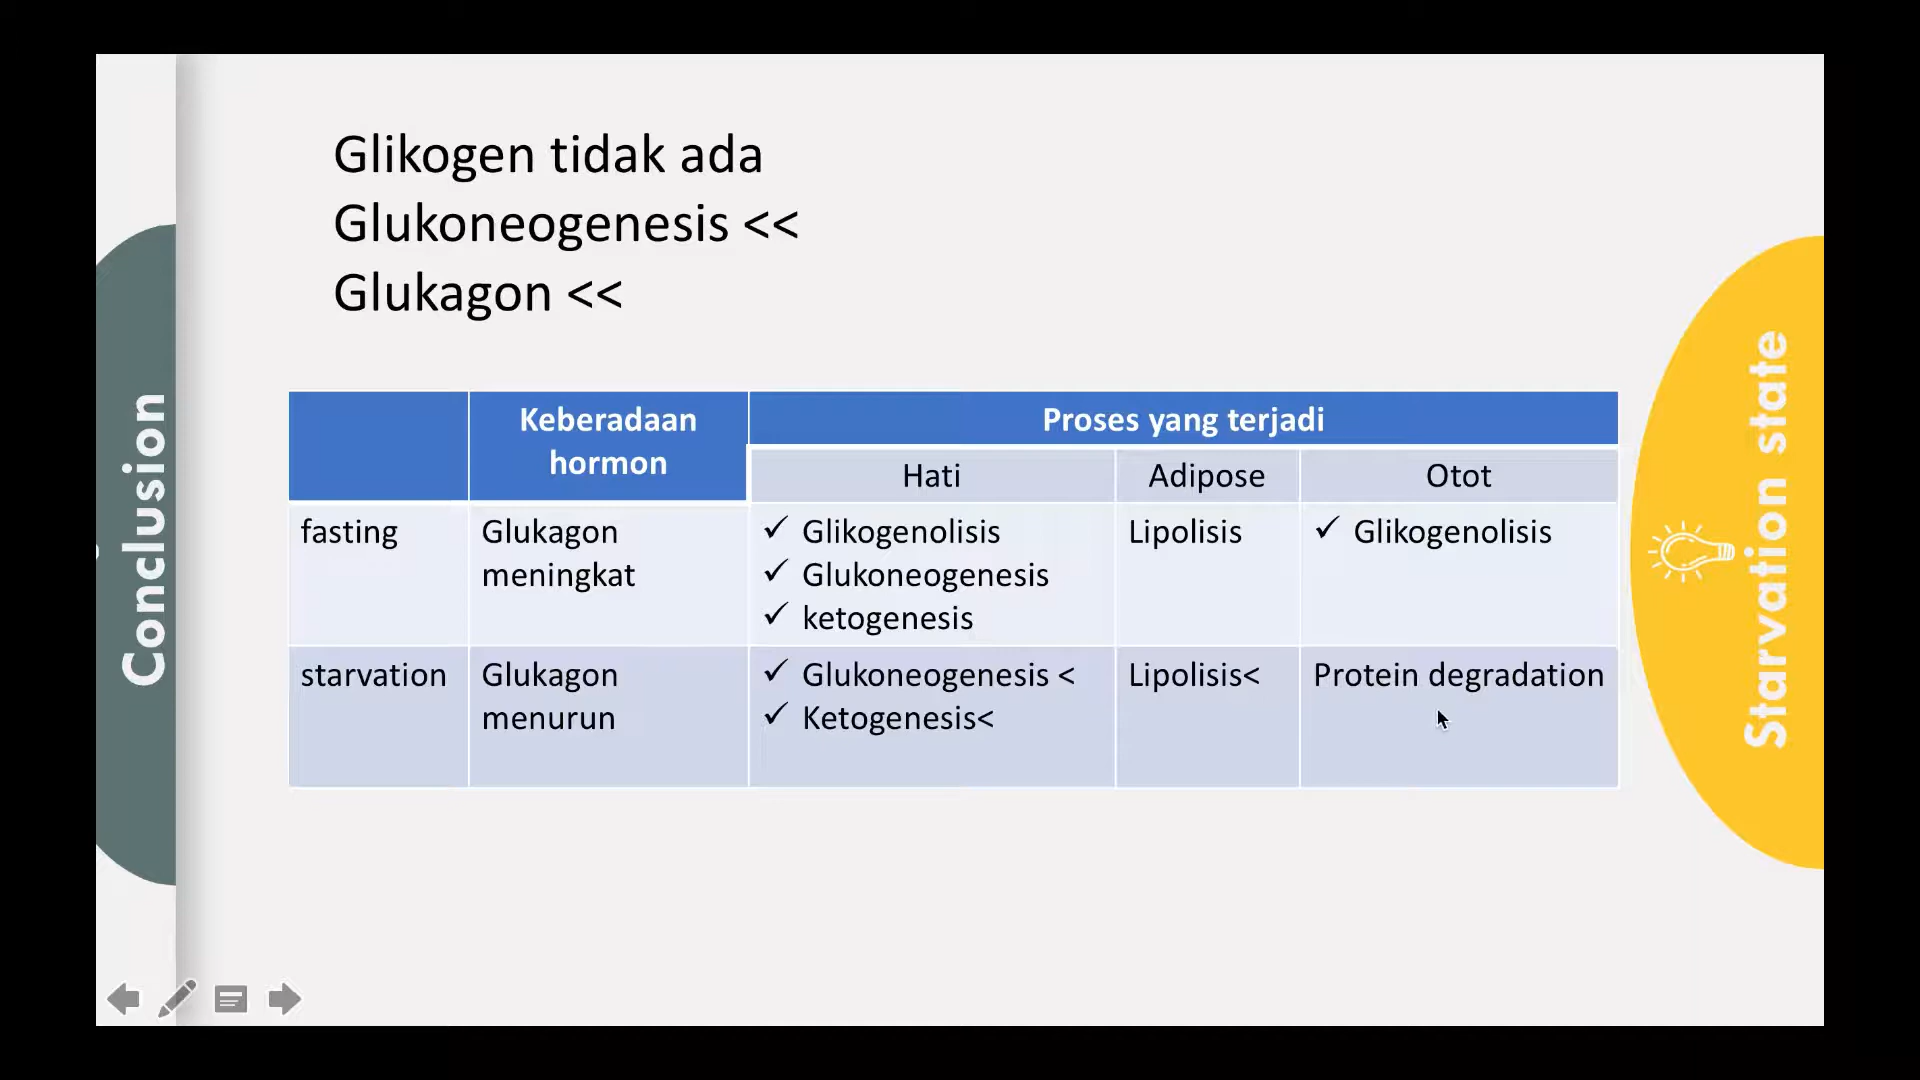 Glikogen tidak ada
Glukoneogenesis <<
Glukagon <<
Conclusion
Keberadaan
hormon
Proses yang terjadi
Hati
Adipose
Otot
fasting
Glukagon
meningkat
✓ Glikogenolisis
✓ Glukoneogenesis
✓ ketogenesis
Lipolisis
✓ Glikogenolisis
starvation
Glukagon
menurun
✓ Glukoneogenesis <
✓ Ketogenesis<
Lipolisis<
Protein degradation
Starvation state